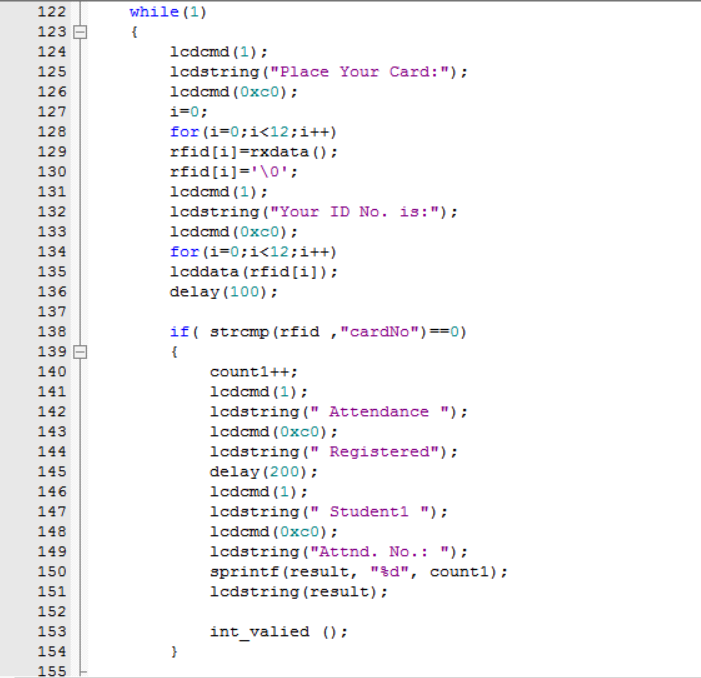 122 while(1)
123 {
124 lcdcmd(1);
125 lcdstring("Place Your Card:");
126 lcdcmd(0xc0);
127 i=0;
128 for(i=0;i<12;i++)
129 rfid[i]=rxdata();
130 rfid[i]='\0';
131 lcdcmd(1);
132 lcdstring("Your ID No. is:");
133 lcdcmd(0xc0);
134 for(i=0;i<12;i++)
135 lcddata(rfid[i]);
136 delay(100);
137
138 if( strcmp(rfid ,"cardNo")==0)
139 {
140 count1++;
141 lcdcmd(1);
142 lcdstring(" Attendance ");
143 lcdcmd(0xc0);
144 lcdstring(" Registered");
145 delay(200);
146 lcdcmd(1);
147 lcdstring(" Student1 ");
148 lcdcmd(0xc0);
149 lcdstring("Attnd. No.: ");
150 sprintf(result, "%d", count1);
151 lcdstring(result);
152
153 int_valied ();
154 }
155